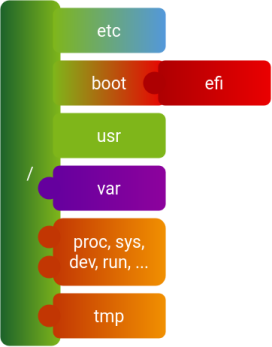 etc
boot
efi
usr
/
var
proc, sys,
dev, run, ...
tmp